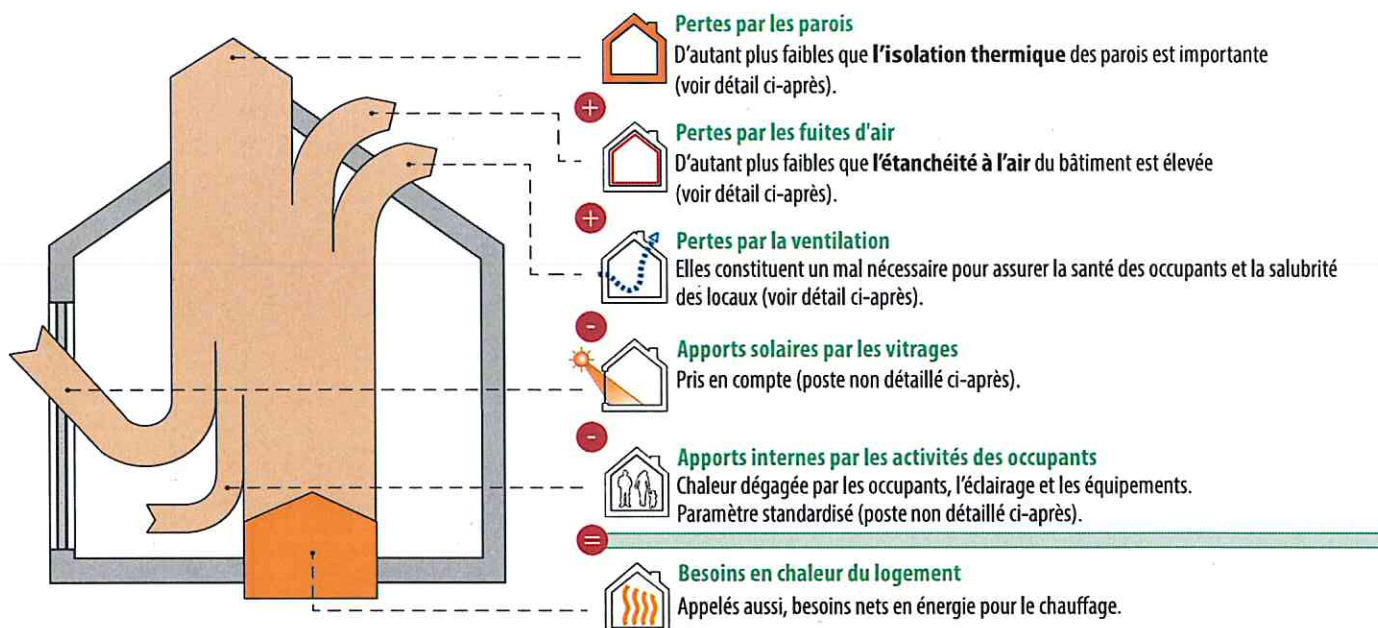 Pertes par les parois
D'autant plus faibles que l'isolation thermique des parois est importante
(voir détail ci-après).
+
Pertes par les fuites d'air
D'autant plus faibles que l'étanchéité à l'air du bâtiment est élevée
(voir détail ci-après).
+
Pertes par la ventilation
Elles constituent un mal nécessaire pour assurer la santé des occupants et la salubrité
des locaux (voir détail ci-après).
-
Apports solaires par les vitrages
Pris en compte (poste non détaillé ci-après).
-
Apports internes par les activités des occupants
Chaleur dégagée par les occupants, l'éclairage et les équipements.
Paramètre standardisé (poste non détaillé ci-après).
=
Besoins en chaleur du logement
Appelés aussi, besoins nets en énergie pour le chauffage.